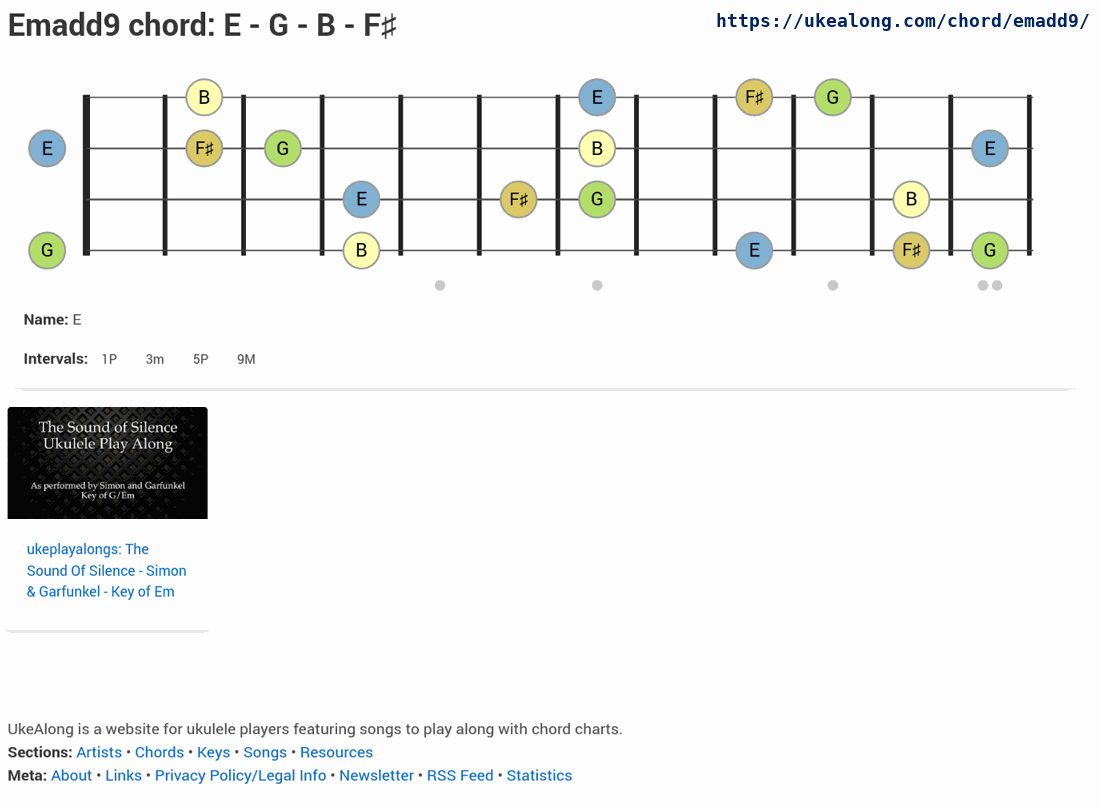 Emadd9 chord: E - G - B - F♯
https://ukealong.com/chord/emadd9/
B E F♯ G
E F♯ G B E
E F♯ G B
G B E F♯ G
Name: E
Intervals: 1P 3m 5P 9M
The Sound of Silence
Ukulele Play Along
As performed by Simon and Garfunkel
Key of G/Em
ukeplayalongs: The
Sound Of Silence - Simon
& Garfunkel - Key of Em
UkeAlong is a website for ukulele players featuring songs to play along with chord charts.
Sections: Artists • Chords • Keys • Songs • Resources
Meta: About • Links • Privacy Policy/Legal Info • Newsletter • RSS Feed • Statistics